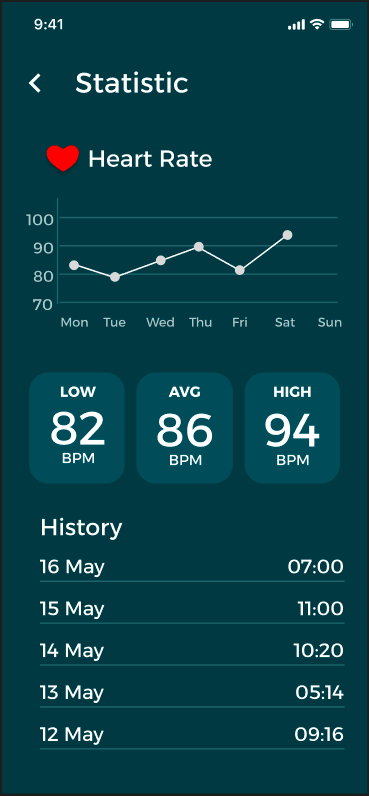 9:41
Statistic
Heart Rate
100
90
80
70
Mon Tue Wed Thu Fri Sat Sun
LOW AVG HIGH
82 86 94
BPM BPM BPM
History
16 May 07:00
15 May 11:00
14 May 10:20
13 May 05:14
12 May 09:16